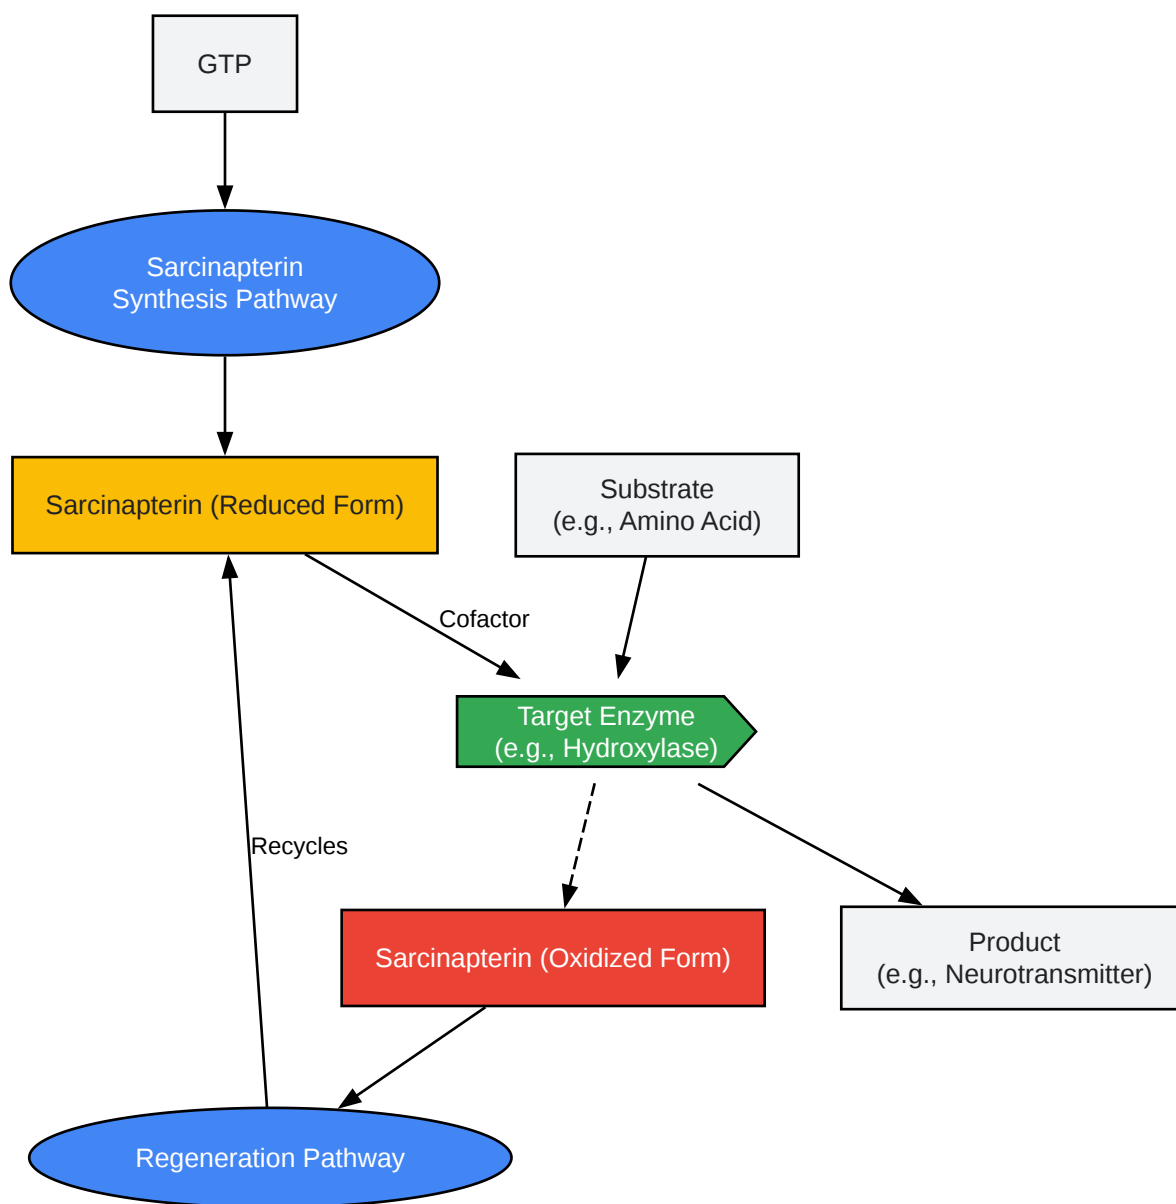 GTP
Sarcinapterin
Synthesis Pathway
Sarcinapterin (Reduced Form)
Substrate
(e.g., Amino Acid)
Cofactor
Target Enzyme
(e.g., Hydroxylase)
Recycles
Sarcinapterin (Oxidized Form)
Product
(e.g., Neurotransmitter)
Regeneration Pathway